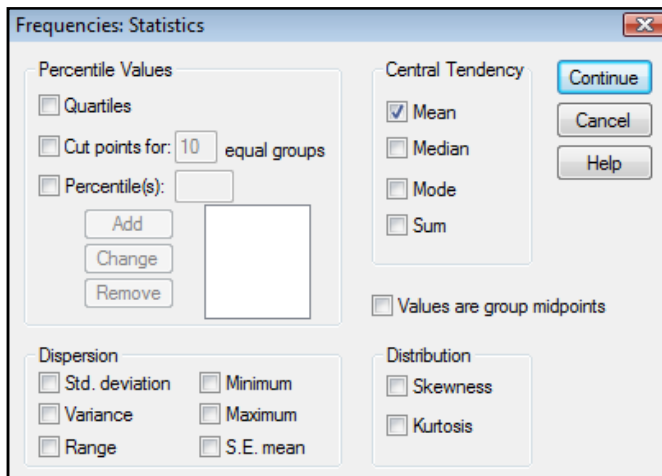 Frequencies: Statistics
Percentile Values
Quartiles
Cut points for: 10 equal groups
Percentile(s):
Add
Change
Remove
Central Tendency
Mean
Median
Mode
Sum
Continue
Cancel
Help
Values are group midpoints
Dispersion
Std. deviation Minimum
Variance Maximum
Range S.E. mean
Distribution
Skewness
Kurtosis